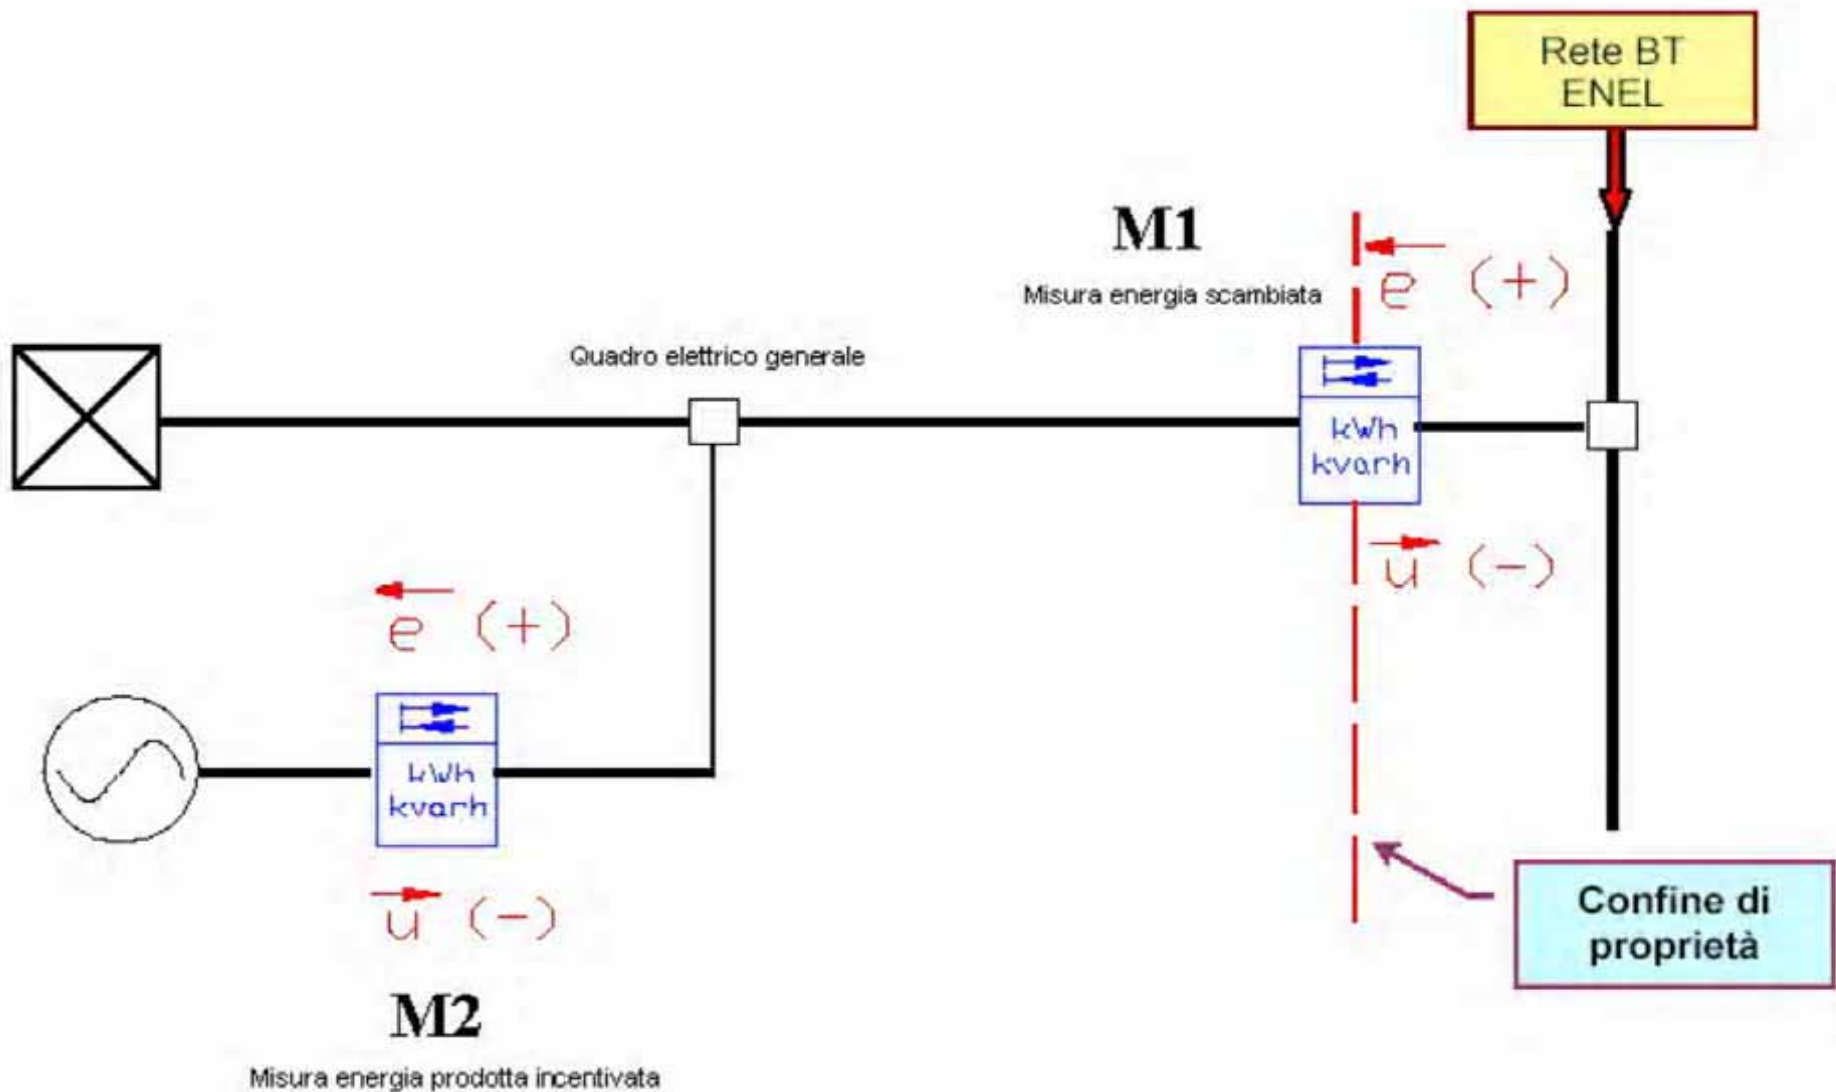 Rete BT
ENEL
M1
Misura energia scambiata
e (+)
Quadro elettrico generale
kWh
kvarh
u (-)
e (+)
kWh
kvarh
u (-)
Confine di
proprietà
M2
Misura energia prodotta incentivata